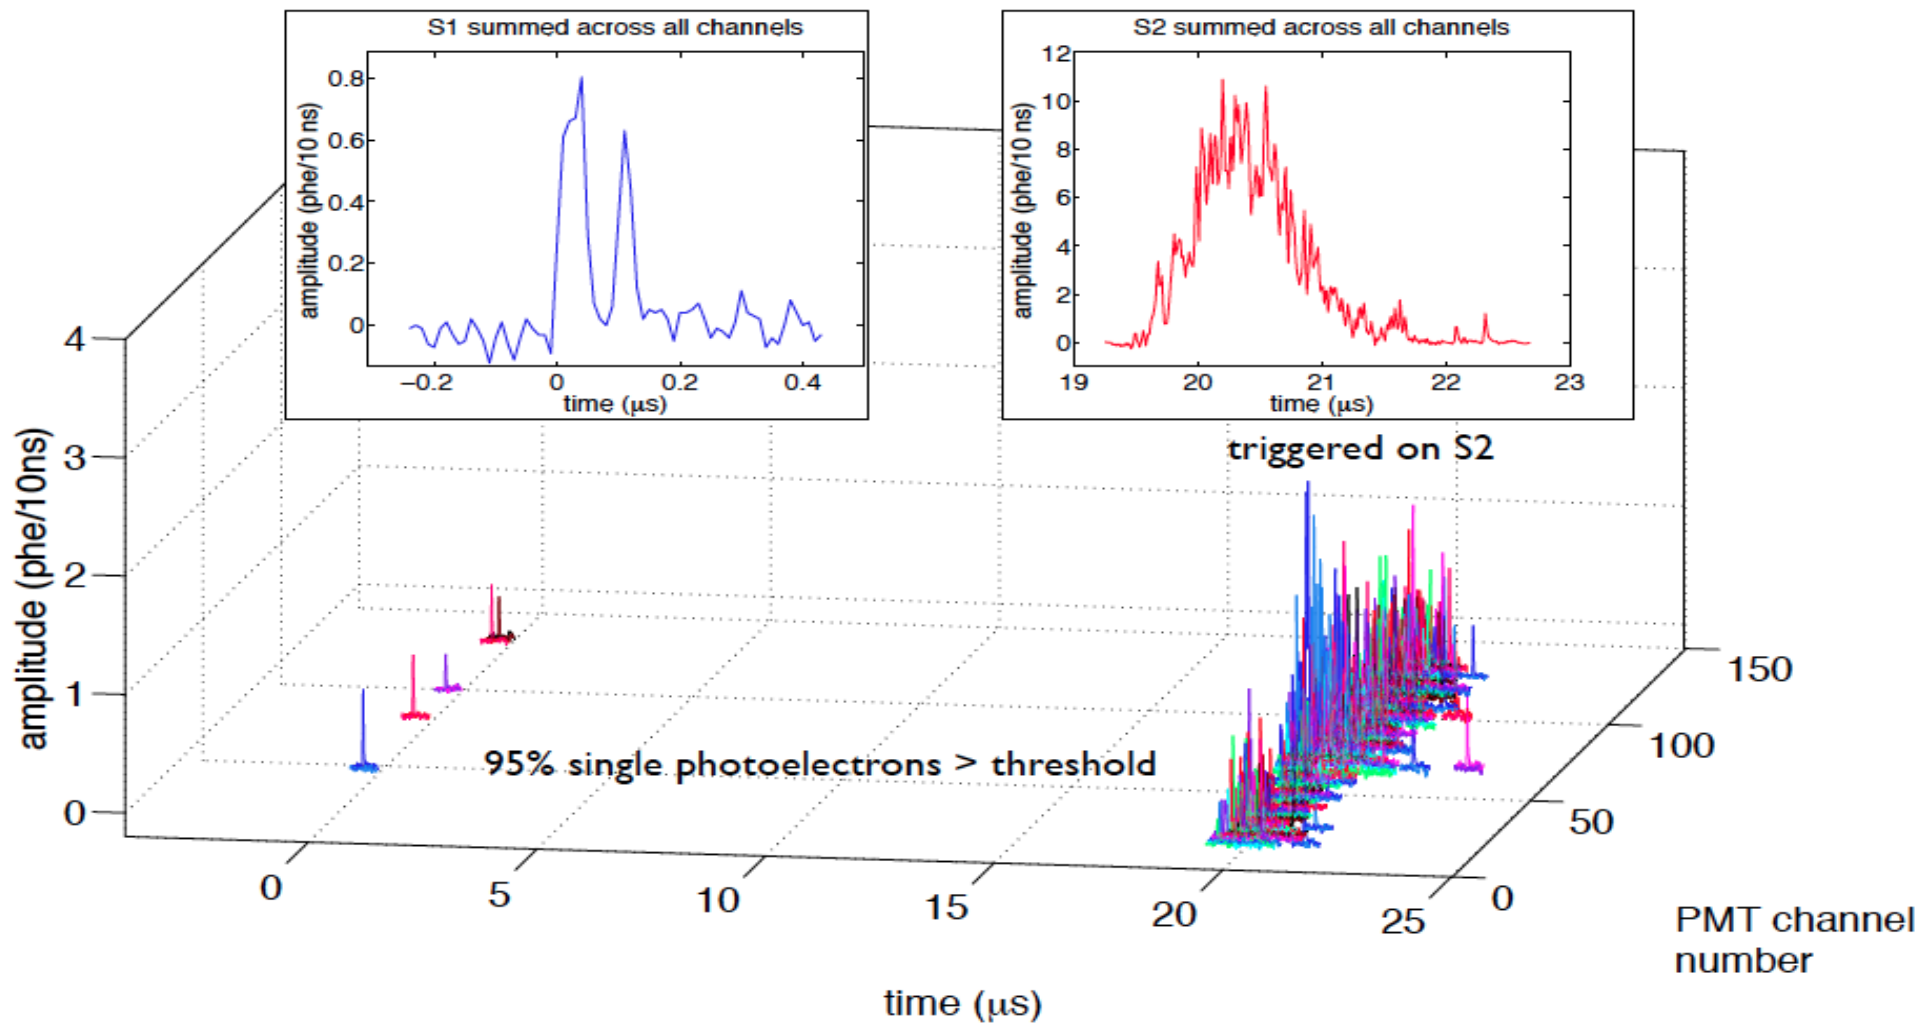 S1 summed across all channels
amplitude (phe/10 ns)
0.8
0.6
0.4
0.2
0
−0.2 0 0.2 0.4
time (μs)
S2 summed across all channels
amplitude (phe/10 ns)
12
10
8
6
4
2
0
19 20 21 22 23
time (μs)
triggered on S2
95% single photoelectrons > threshold
amplitude (phe/10ns)
4
3
2
1
0
0 5 10 15 20 25
time (μs)
150
100
50
0
PMT channel
number